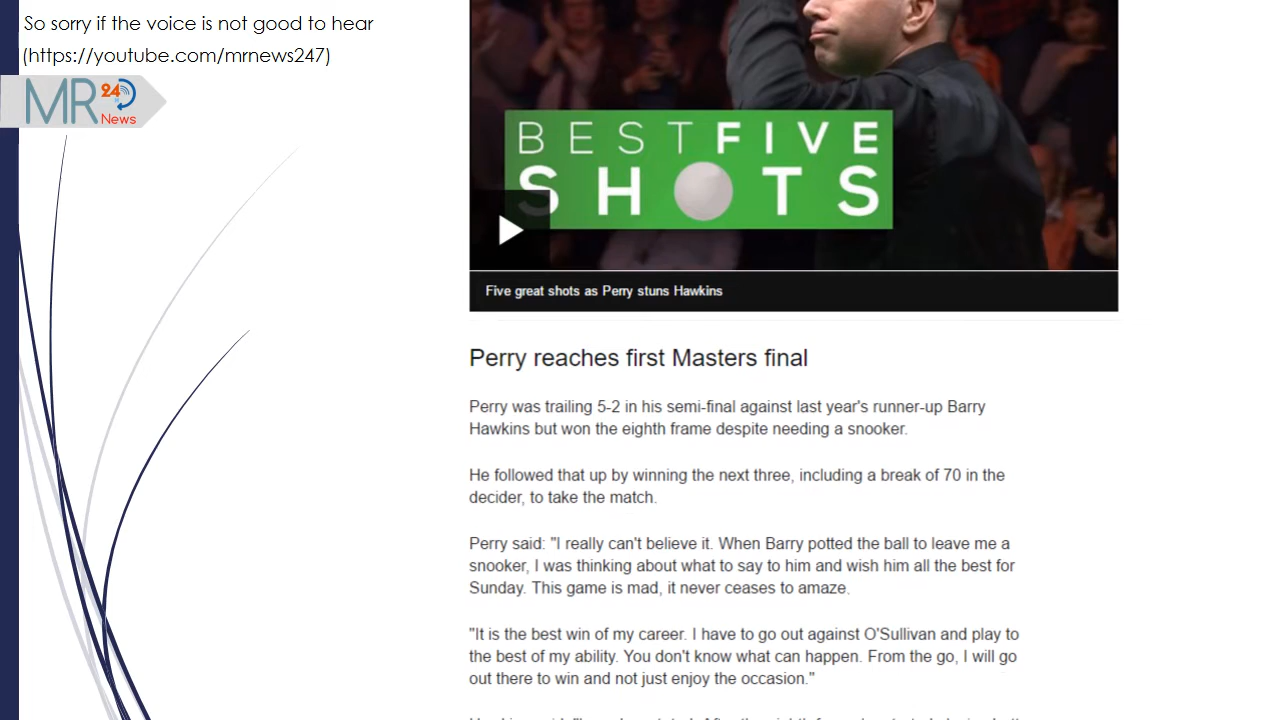 So sorry if the voice is not good to hear
(https://youtube.com/mrnews247)
MR 24
News
BEST FIVE
SHOTS
Five great shots as Perry stuns Hawkins
Perry reaches first Masters final
Perry was trailing 5-2 in his semi-final against last year's runner-up Barry
Hawkins but won the eighth frame despite needing a snooker.
He followed that up by winning the next three, including a break of 70 in the
decider, to take the match.
Perry said: "I really can't believe it. When Barry potted the ball to leave me a
snooker, I was thinking about what to say to him and wish him all the best for
Sunday. This game is mad, it never ceases to amaze.
"It is the best win of my career. I have to go out against O'Sullivan and play to
the best of my ability. You don't know what can happen. From the go, I will go
out there to win and not just enjoy the occasion."